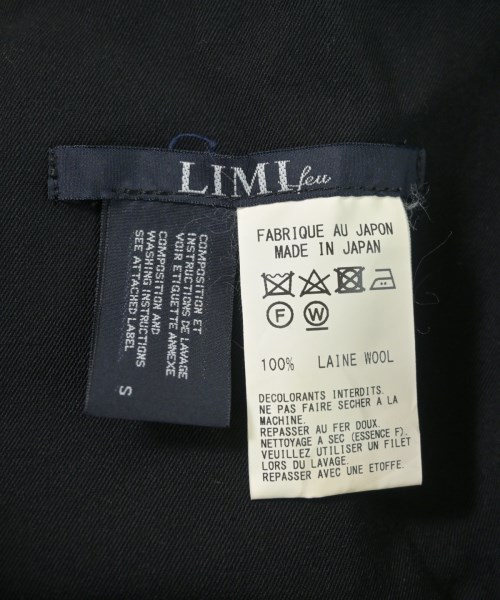 LIMI feu
COMPOSITION ET
INSTRUCTIONS DE LAVAGE
VOIR ETIQUETTE ANNEXE
COMPOSITION AND
WASHING INSTRUCTIONS
SEE ATTACHED LABEL
S
FABRIQUE AU JAPON
MADE IN JAPAN
F W
100% LAINE WOOL
DECOLORANTS INTERDITS.
NE PAS FAIRE SECHER A LA
MACHINE.
REPASSER AU FER DOUX.
NETTOYAGE A SEC (ESSENCE F).
VEUILLEZ UTILISER UN FILET
LORS DU LAVAGE.
REPASSER AVEC UNE ETOFFE.